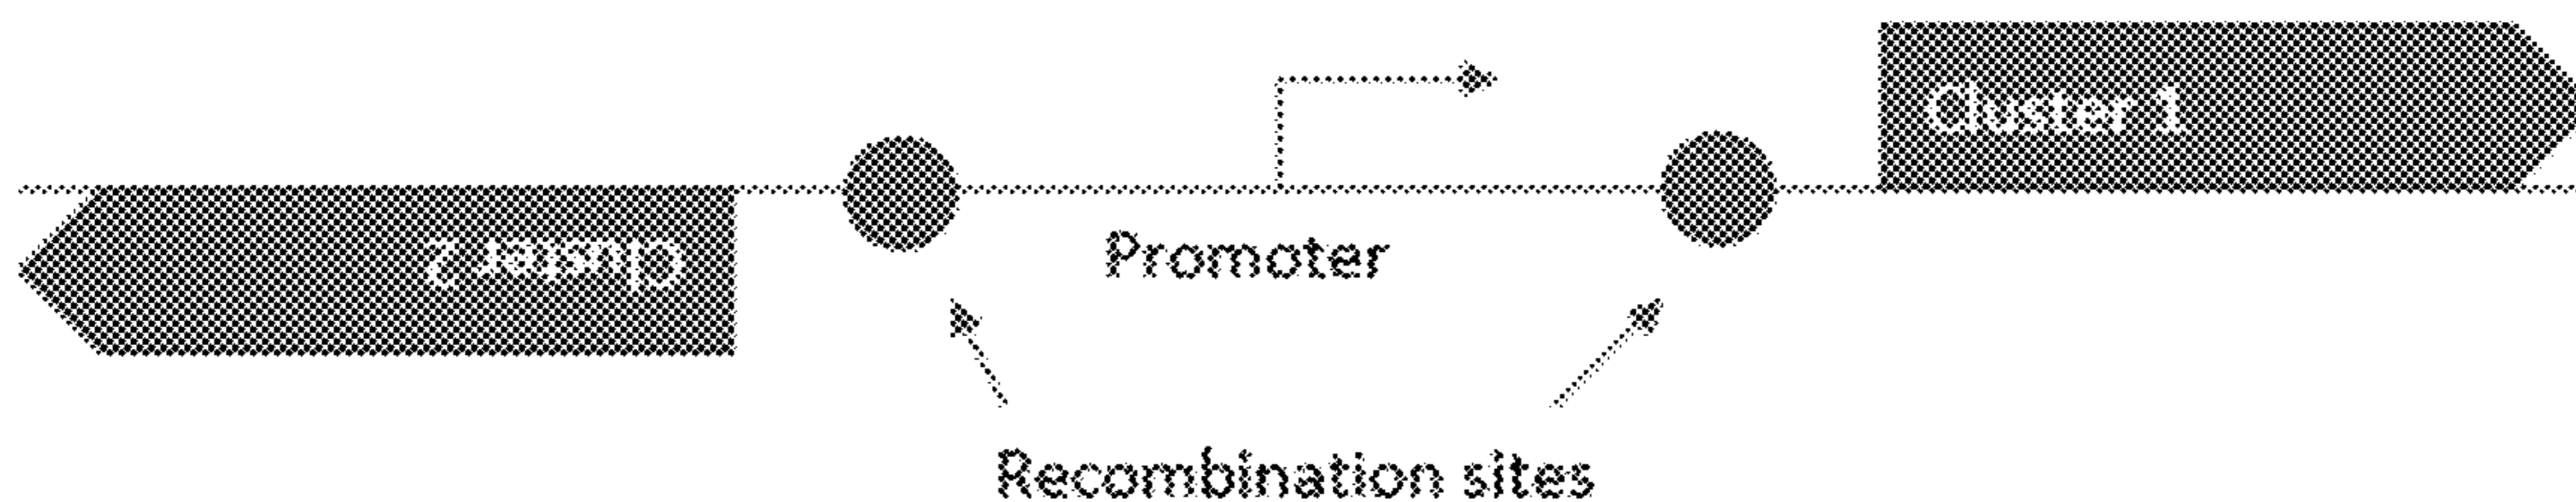 Cluster 1
Cluster 2
Promoter
Recombination sites